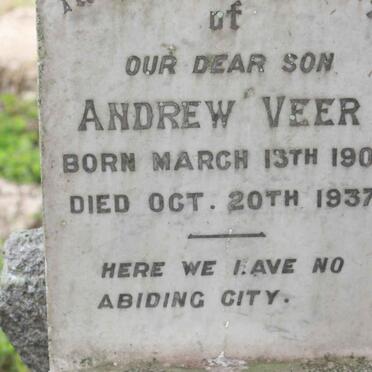 of
OUR DEAR SON
ANDREW VEER
BORN MARCH 13TH 190
DIED OCT. 20TH 1937
HERE WE HAVE NO
ABIDING CITY.